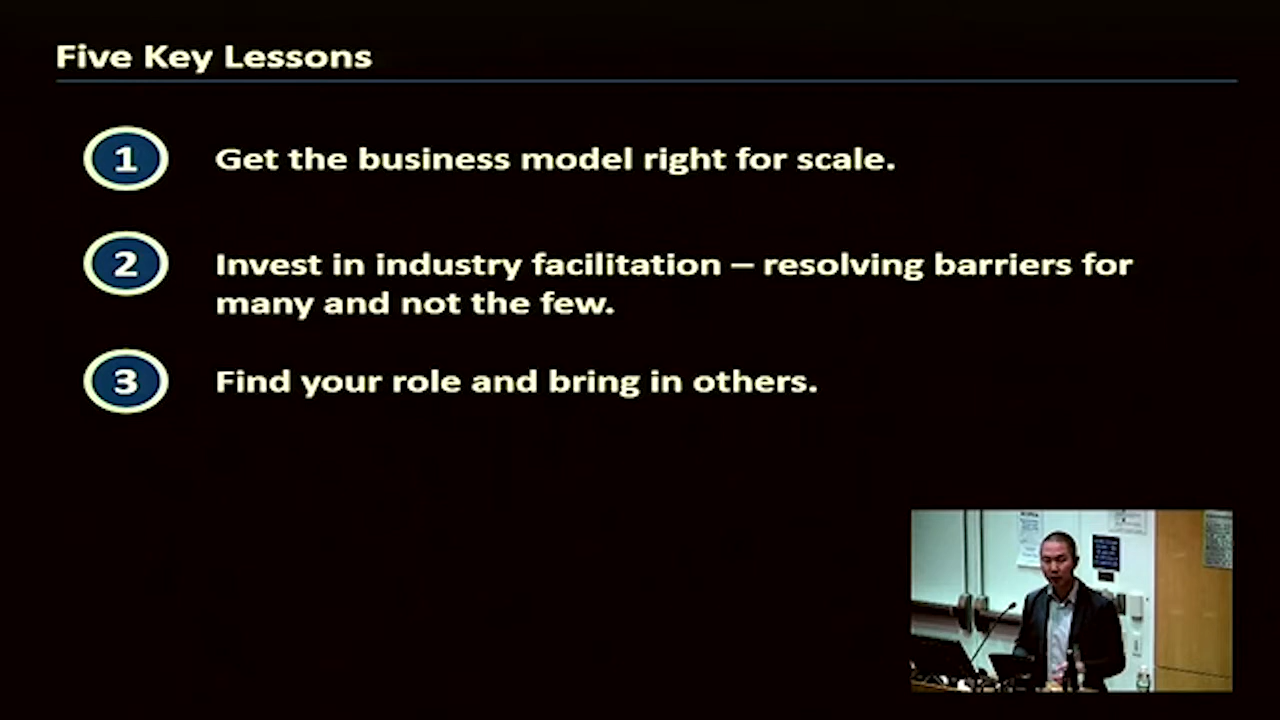 Five Key Lessons
1
Get the business model right for scale.
2
Invest in industry facilitation – resolving barriers for
many and not the few.
3
Find your role and bring in others.